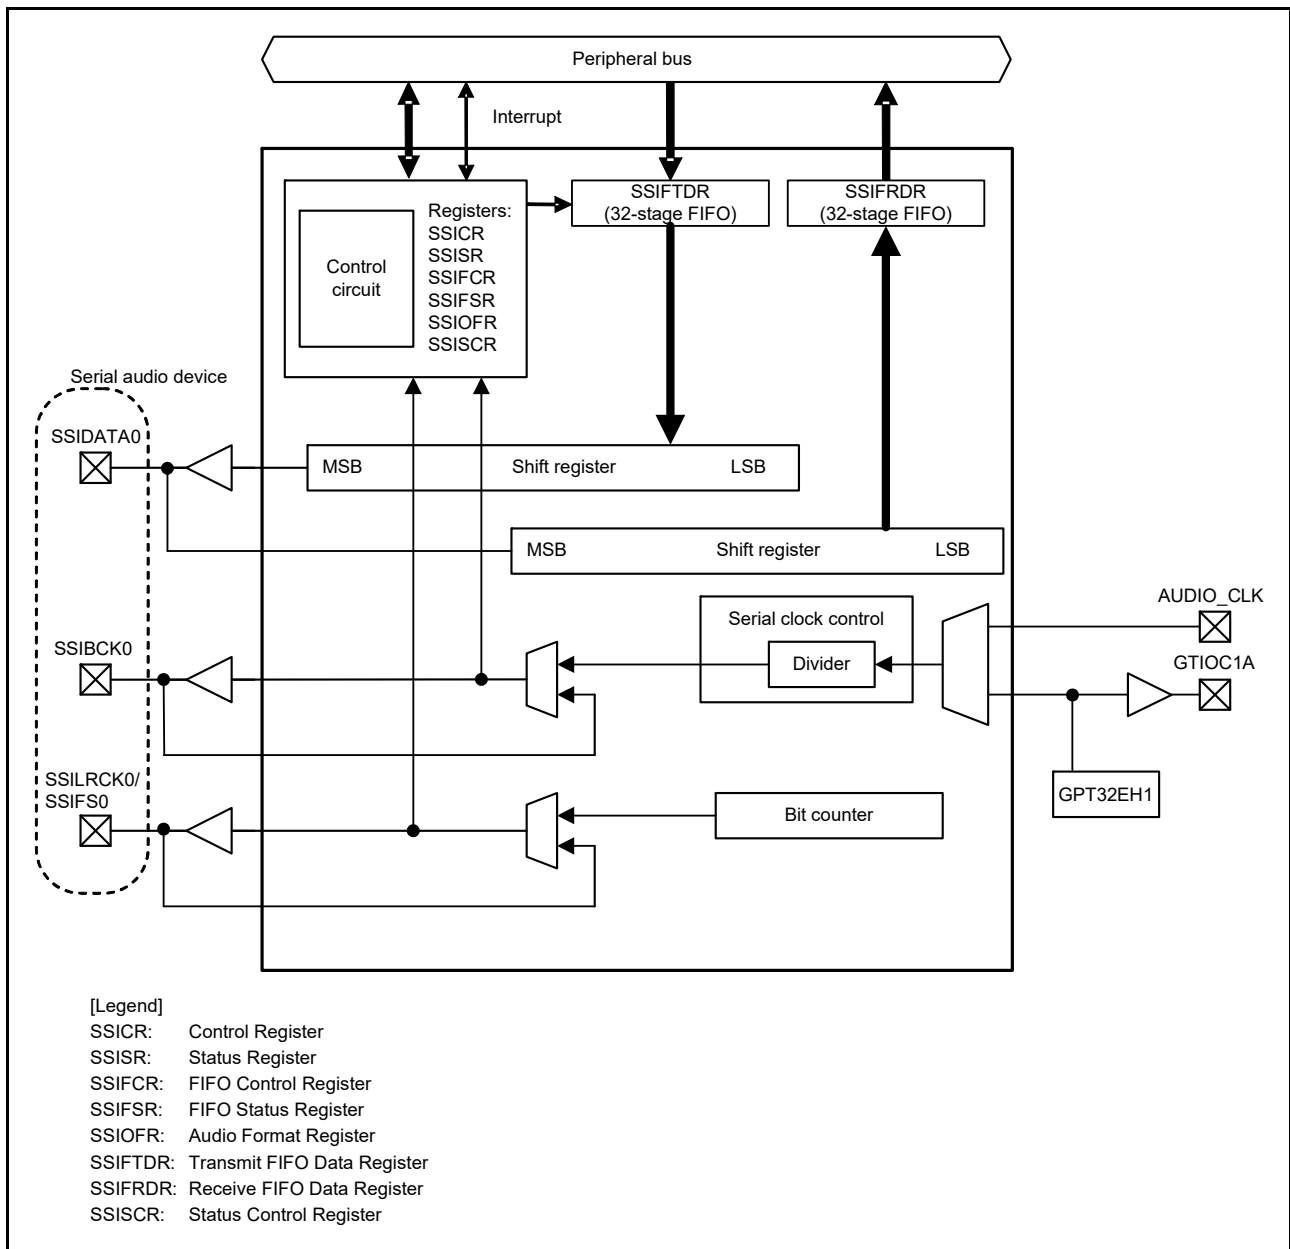 Peripheral bus
Interrupt
SSIFTDR
(32-stage FIFO)
SSIFRDR
(32-stage FIFO)
Control
circuit
Registers:
SSICR
SSISR
SSIFCR
SSIFSR
SSIOFR
SSISCR
Serial audio device
SSIDATA0
MSB Shift register LSB
MSB Shift register LSB
AUDIO_CLK
Serial clock control
Divider
SSIBCK0
GTIOC1A
SSILRCK0/
SSIFS0
Bit counter
GPT32EH1
[Legend]
SSICR: Control Register
SSISR: Status Register
SSIFCR: FIFO Control Register
SSIFSR: FIFO Status Register
SSIOFR: Audio Format Register
SSIFTDR: Transmit FIFO Data Register
SSIFRDR: Receive FIFO Data Register
SSISCR: Status Control Register